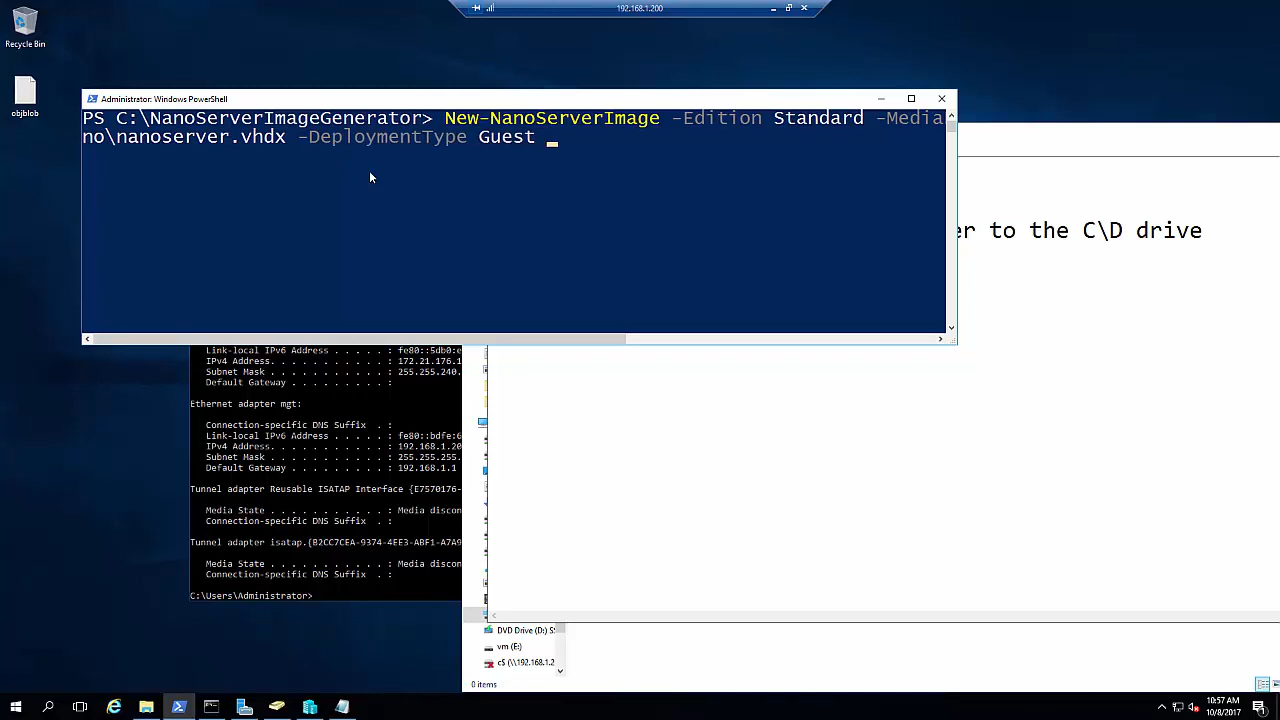 192.168.1.200
Recycle Bin
objblob
Administrator: Windows PowerShell
PS C:\NanoServerImageGenerator> New-NanoServerImage -Edition Standard -Media
no\nanoserver.vhdx -DeploymentType Guest
er to the C\D drive
Link-local IPv6 Address . . . . . : fe80::5db0:e
IPv4 Address. . . . . . . . . . . : 172.21.176.1
Subnet Mask . . . . . . . . . . . : 255.255.240.
Default Gateway . . . . . . . . . :
Ethernet adapter mgt:
Connection-specific DNS Suffix . :
Link-local IPv6 Address . . . . . : fe80::bdfe:6
IPv4 Address. . . . . . . . . . . : 192.168.1.20
Subnet Mask . . . . . . . . . . . : 255.255.255.
Default Gateway . . . . . . . . . : 192.168.1.1
Tunnel adapter Reusable ISATAP Interface {E7570176-
Media State . . . . . . . . . . . : Media discon
Connection-specific DNS Suffix . :
Tunnel adapter isatap.{B2CC7CEA-9374-4EE3-ABF1-A7A9
Media State . . . . . . . . . . . : Media discon
Connection-specific DNS Suffix . :
C:\Users\Administrator>
DVD Drive (D:) S
vm (E:)
c$ (\\192.168.1.2
0 items
10:57 AM
10/8/2017